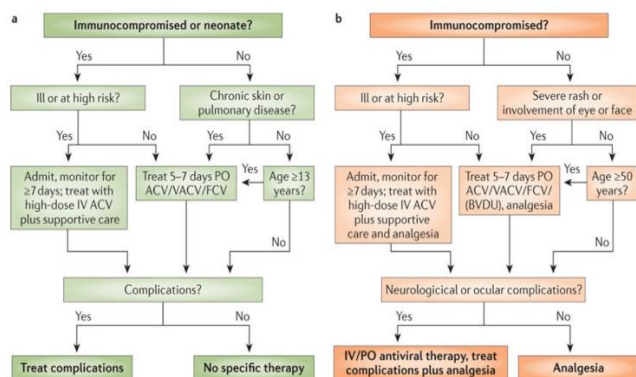 a
Immunocompromised or neonate?
Yes
No
Ill or at high risk?
Chronic skin or
pulmonary disease?
Yes
No
Yes
No
Admit, monitor for
≥7 days; treat with
high-dose IV ACV
plus supportive care
Treat 5–7 days PO
ACV/VACV/FCV
Yes
Age ≥13
years?
No
Complications?
Yes
No
Treat complications
No specific therapy
b
Immunocompromised?
Yes
No
Ill or at high risk?
Severe rash or
involvement of eye or face
Yes
No
Yes
No
Admit, monitor for
≥7 days; treat with
high-dose IV ACV
plus supportive
care and analgesia
Treat 5–7 days PO
ACV/VACV/FCV/
(BVDU), analgesia
Yes
Age ≥50
years?
No
Neurologicical or ocular complications?
Yes
No
IV/PO antiviral therapy, treat
complications plus analgesia
Analgesia